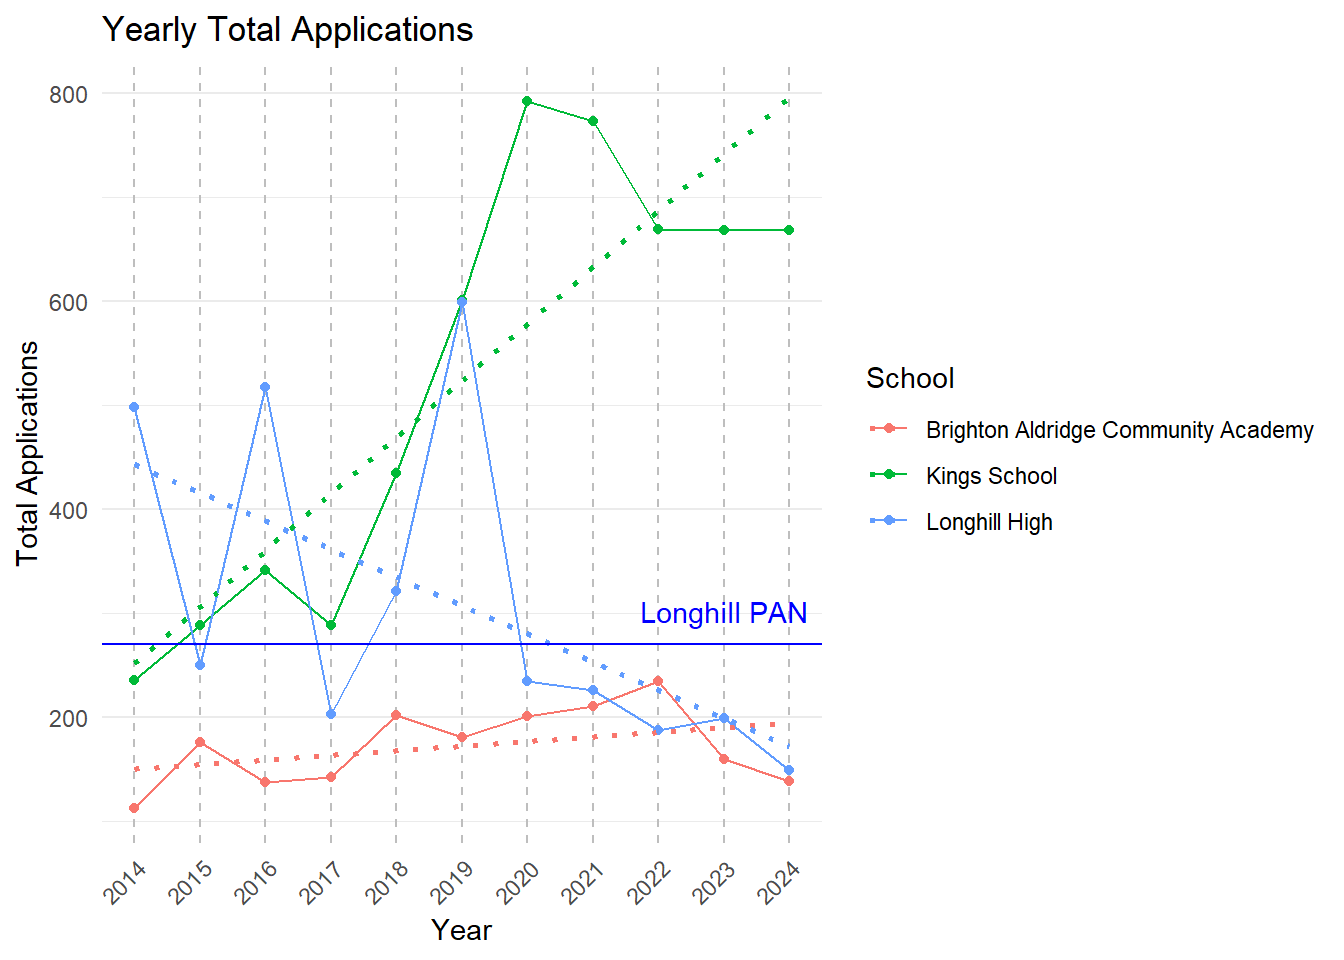 Yearly Total Applications
Total Applications
800
600
400
200
Longhill PAN
2014
2015
2016
2017
2018
2019
2020
2021
2022
2023
2024
Year
School
Brighton Aldridge Community Academy
Kings School
Longhill High